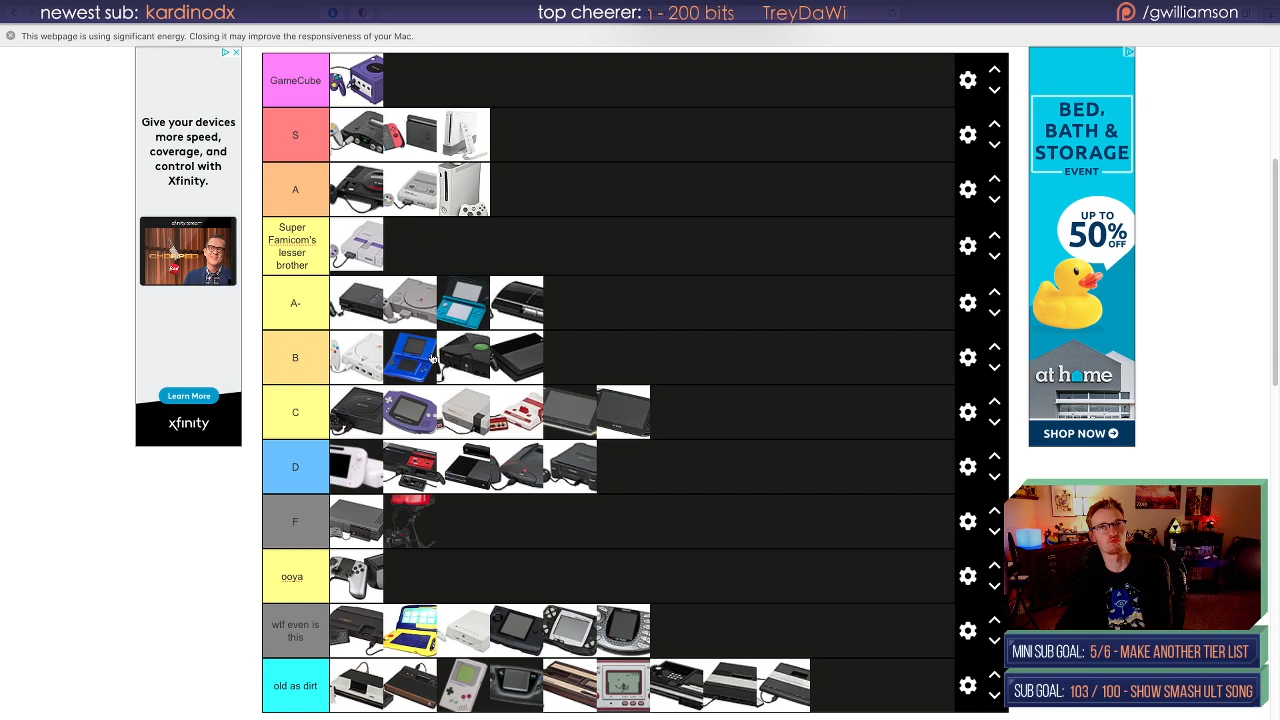 newest sub: kardinodx
top cheerer: - 200 bits TreyDaWi
/gwilliamson
This webpage is using significant energy. Closing it may improve the responsiveness of your Mac.
Give your devices
more speed,
coverage, and
control with
Xfinity.
CHOPPED
Learn More
xfinity
GameCube
S
A
Super
Famicom's
lesser
brother
A-
B
C
D
F
ooya
wtf even is
this
old as dirt
BED,
BATH &
STORAGE
EVENT
UP TO
50%
OFF
at home
SHOP NOW
MINI SUB GOAL: 5/6 - MAKE ANOTHER TIER LIST
SUB GOAL: 103 / 100 - SHOW SMASH ULT SONG